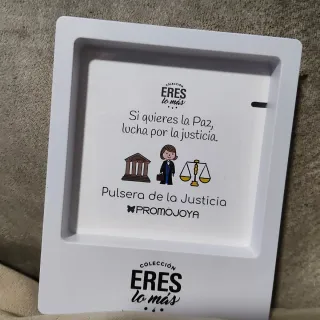 COLECCIÓN
ERES
lo más
Si quieres la Paz,
lucha por la justicia.
Pulsera de la Justicia
PROMOJOYA
COLECCIÓN
ERES
lo más